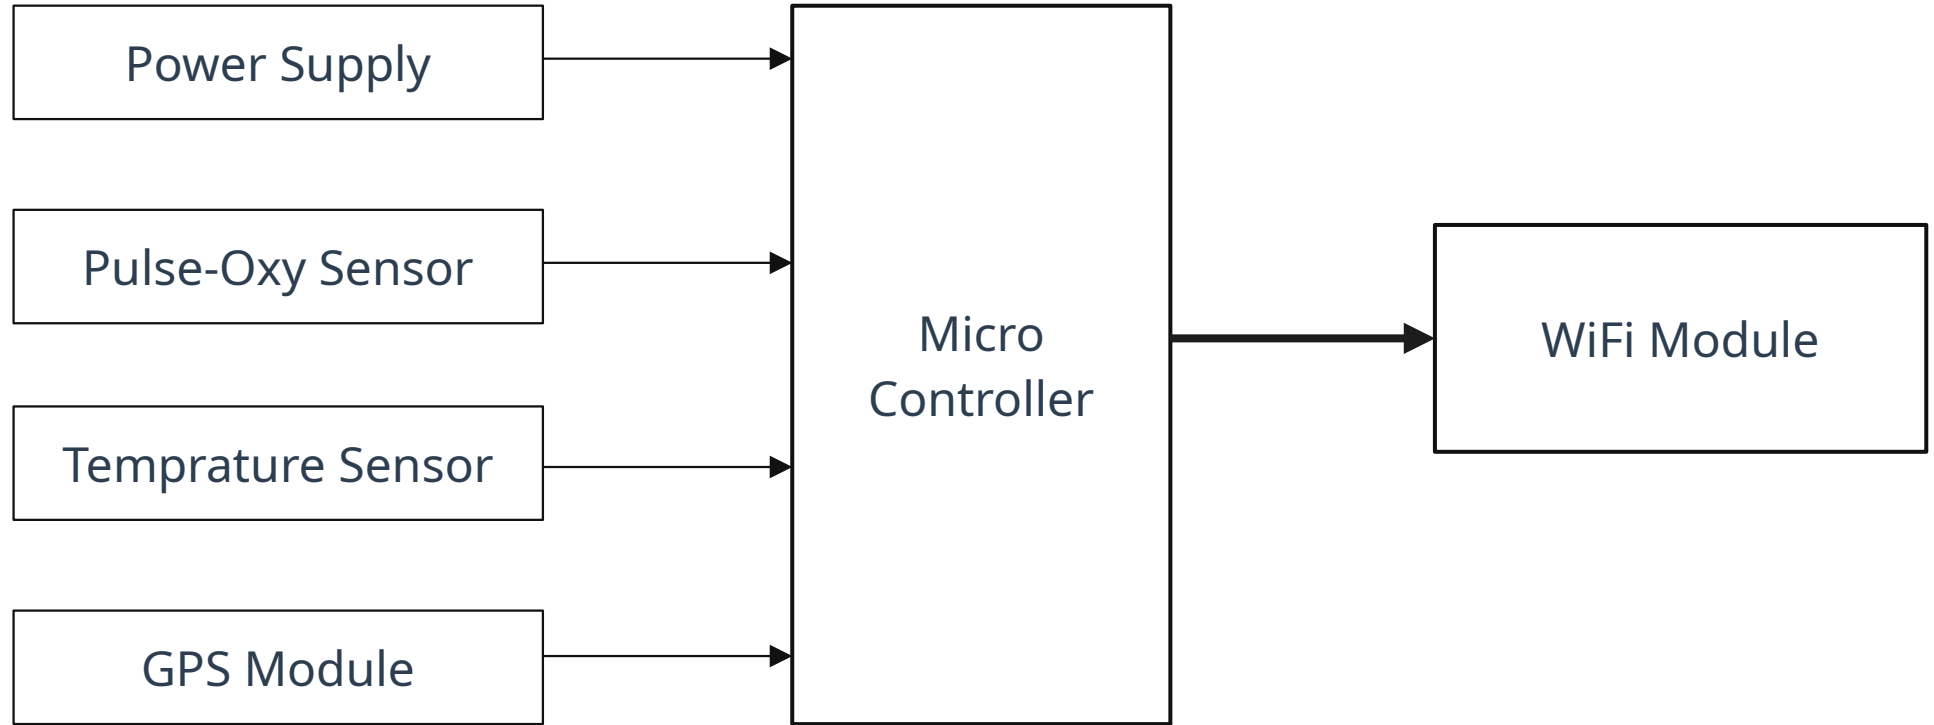 Power Supply
Pulse-Oxy Sensor
Temprature Sensor
GPS Module
Micro
Controller
WiFi Module